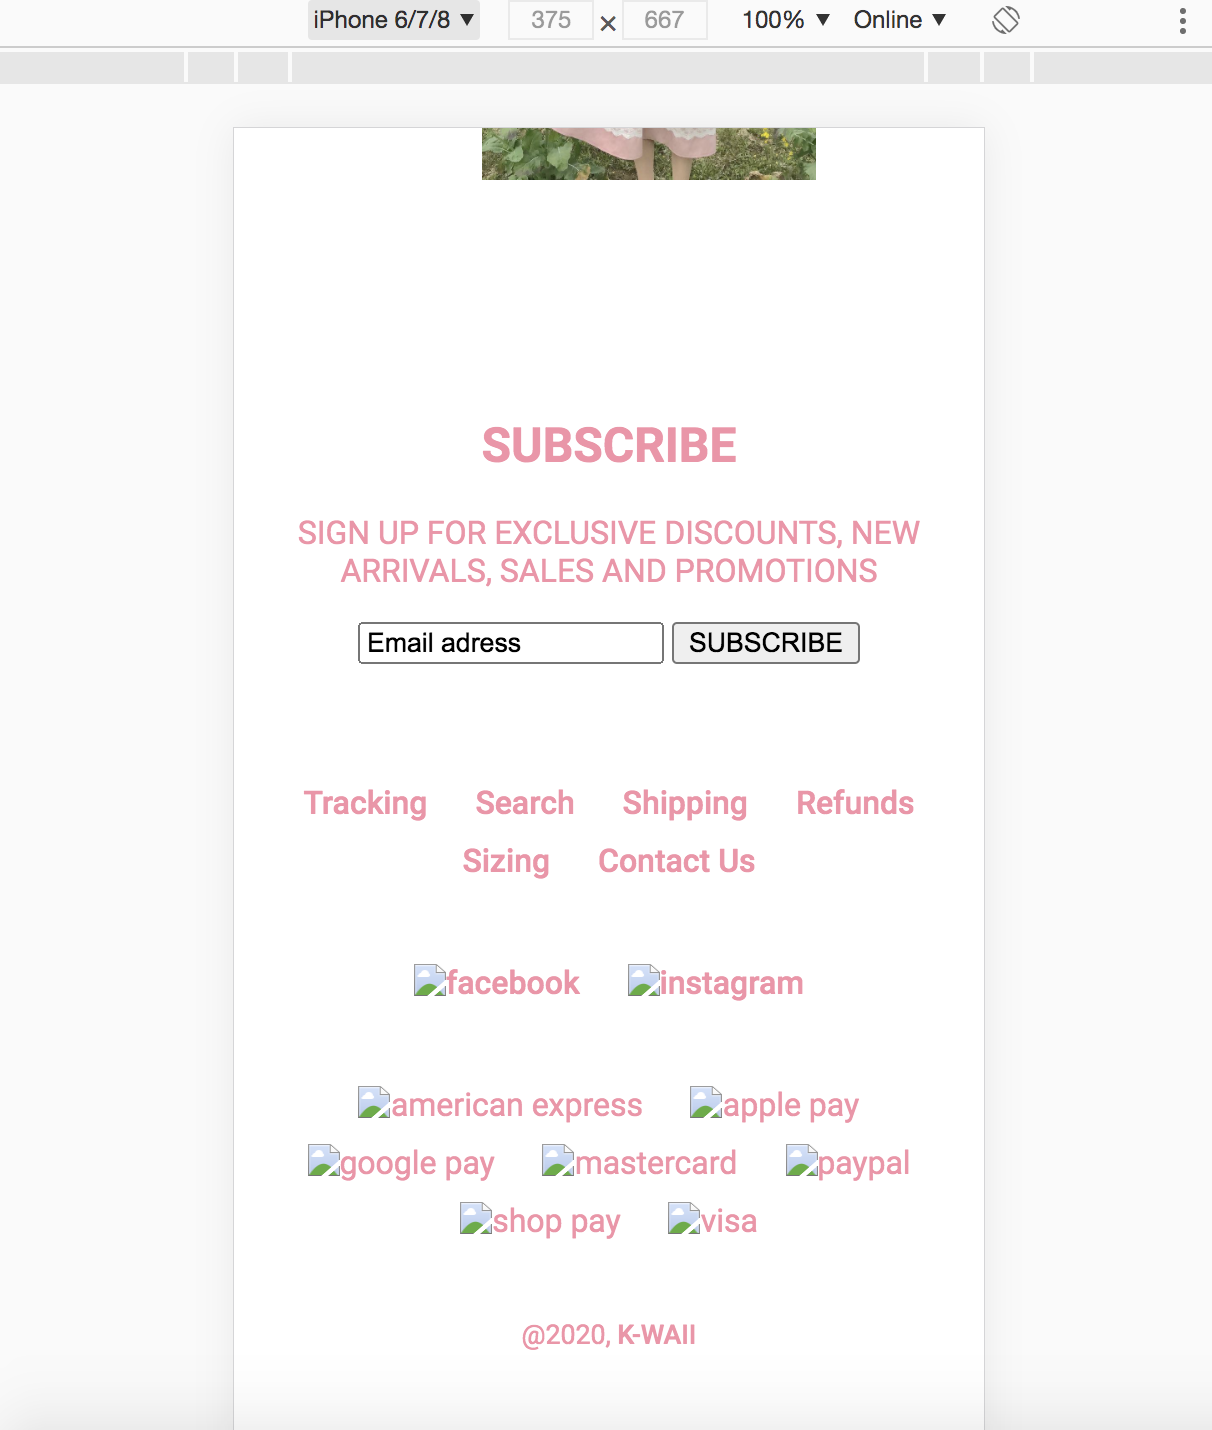 iPhone 6/7/8 ▼ 375 × 667 100% ▼ Online ▼
SUBSCRIBE
SIGN UP FOR EXCLUSIVE DISCOUNTS, NEW
ARRIVALS, SALES AND PROMOTIONS
Email adress SUBSCRIBE
Tracking Search Shipping Refunds
Sizing Contact Us
facebook instagram
american express apple pay
google pay mastercard paypal
shop pay visa
@2020, K-WAII